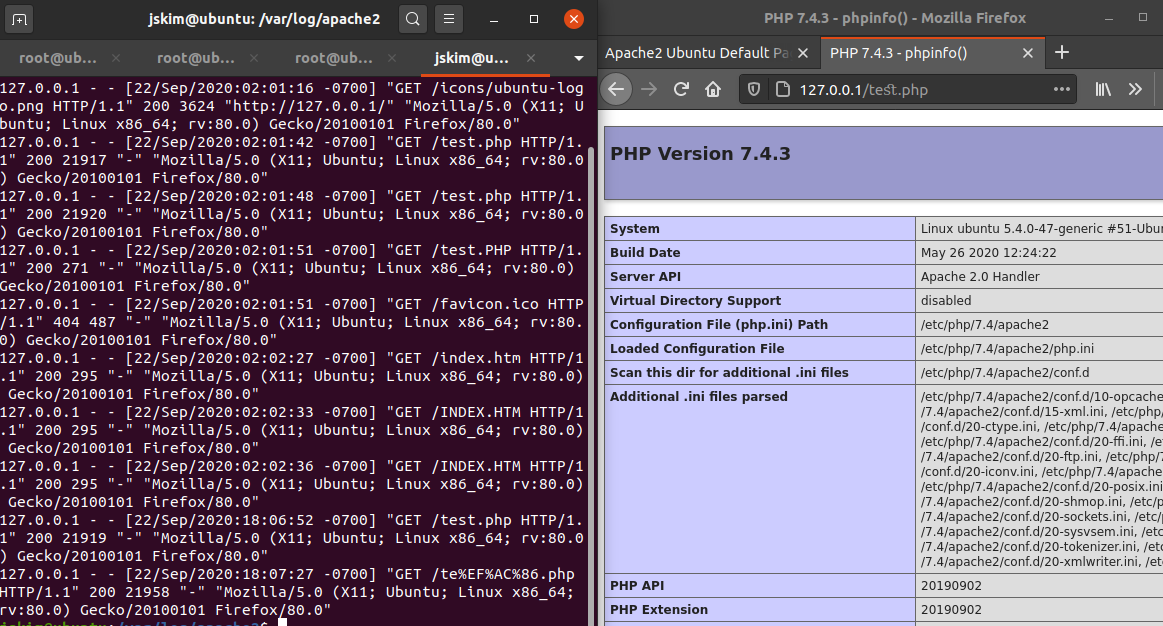 jskim@ubuntu: /var/log/apache2
root@ub...
root@ub...
root@ub...
jskim@u...
127.0.0.1 - - [22/Sep/2020:02:01:16 -0700] "GET /icons/ubuntu-log
o.png HTTP/1.1" 200 3624 "http://127.0.0.1/" "Mozilla/5.0 (X11; U
buntu; Linux x86_64; rv:80.0) Gecko/20100101 Firefox/80.0"
127.0.0.1 - - [22/Sep/2020:02:01:42 -0700] "GET /test.php HTTP/1.
1" 200 21917 "-" "Mozilla/5.0 (X11; Ubuntu; Linux x86_64; rv:80.0
) Gecko/20100101 Firefox/80.0"
127.0.0.1 - - [22/Sep/2020:02:01:48 -0700] "GET /test.php HTTP/1.
1" 200 21920 "-" "Mozilla/5.0 (X11; Ubuntu; Linux x86_64; rv:80.0
) Gecko/20100101 Firefox/80.0"
127.0.0.1 - - [22/Sep/2020:02:01:51 -0700] "GET /test.PHP HTTP/1.
1" 200 271 "-" "Mozilla/5.0 (X11; Ubuntu; Linux x86_64; rv:80.0)
Gecko/20100101 Firefox/80.0"
127.0.0.1 - - [22/Sep/2020:02:01:51 -0700] "GET /favicon.ico HTTP
/1.1" 404 487 "-" "Mozilla/5.0 (X11; Ubuntu; Linux x86_64; rv:80.
0) Gecko/20100101 Firefox/80.0"
127.0.0.1 - - [22/Sep/2020:02:02:27 -0700] "GET /index.htm HTTP/1
.1" 200 295 "-" "Mozilla/5.0 (X11; Ubuntu; Linux x86_64; rv:80.0)
Gecko/20100101 Firefox/80.0"
127.0.0.1 - - [22/Sep/2020:02:02:33 -0700] "GET /INDEX.HTM HTTP/1
.1" 200 295 "-" "Mozilla/5.0 (X11; Ubuntu; Linux x86_64; rv:80.0)
Gecko/20100101 Firefox/80.0"
127.0.0.1 - - [22/Sep/2020:02:02:36 -0700] "GET /INDEX.HTM HTTP/1
.1" 200 295 "-" "Mozilla/5.0 (X11; Ubuntu; Linux x86_64; rv:80.0)
Gecko/20100101 Firefox/80.0"
127.0.0.1 - - [22/Sep/2020:18:06:52 -0700] "GET /test.php HTTP/1.
1" 200 21919 "-" "Mozilla/5.0 (X11; Ubuntu; Linux x86_64; rv:80.0
) Gecko/20100101 Firefox/80.0"
127.0.0.1 - - [22/Sep/2020:18:07:27 -0700] "GET /te%EF%AC%86.php
HTTP/1.1" 200 21958 "-" "Mozilla/5.0 (X11; Ubuntu; Linux x86_64;
rv:80.0) Gecko/20100101 Firefox/80.0"
jskim@ubuntu:/var/log/apache2$
PHP 7.4.3 - phpinfo() - Mozilla Firefox
Apache2 Ubuntu Default Pa
PHP 7.4.3 - phpinfo()
127.0.0.1/teﬆ.php
PHP Version 7.4.3
System Linux ubuntu 5.4.0-47-generic #51-Ubun
Build Date May 26 2020 12:24:22
Server API Apache 2.0 Handler
Virtual Directory Support disabled
Configuration File (php.ini) Path /etc/php/7.4/apache2
Loaded Configuration File /etc/php/7.4/apache2/php.ini
Scan this dir for additional .ini files /etc/php/7.4/apache2/conf.d
Additional .ini files parsed /etc/php/7.4/apache2/conf.d/10-opcache
/7.4/apache2/conf.d/15-xml.ini, /etc/php/
/conf.d/20-ctype.ini, /etc/php/7.4/apache
/etc/php/7.4/apache2/conf.d/20-ffi.ini, /e
/7.4/apache2/conf.d/20-ftp.ini, /etc/php/7
/conf.d/20-iconv.ini, /etc/php/7.4/apache
/etc/php/7.4/apache2/conf.d/20-posix.ini
/7.4/apache2/conf.d/20-shmop.ini, /etc/p
/7.4/apache2/conf.d/20-sockets.ini, /etc/p
/7.4/apache2/conf.d/20-sysvsem.ini, /etc
/7.4/apache2/conf.d/20-tokenizer.ini, /etc
/7.4/apache2/conf.d/20-xmlwriter.ini, /etc
PHP API 20190902
PHP Extension 20190902